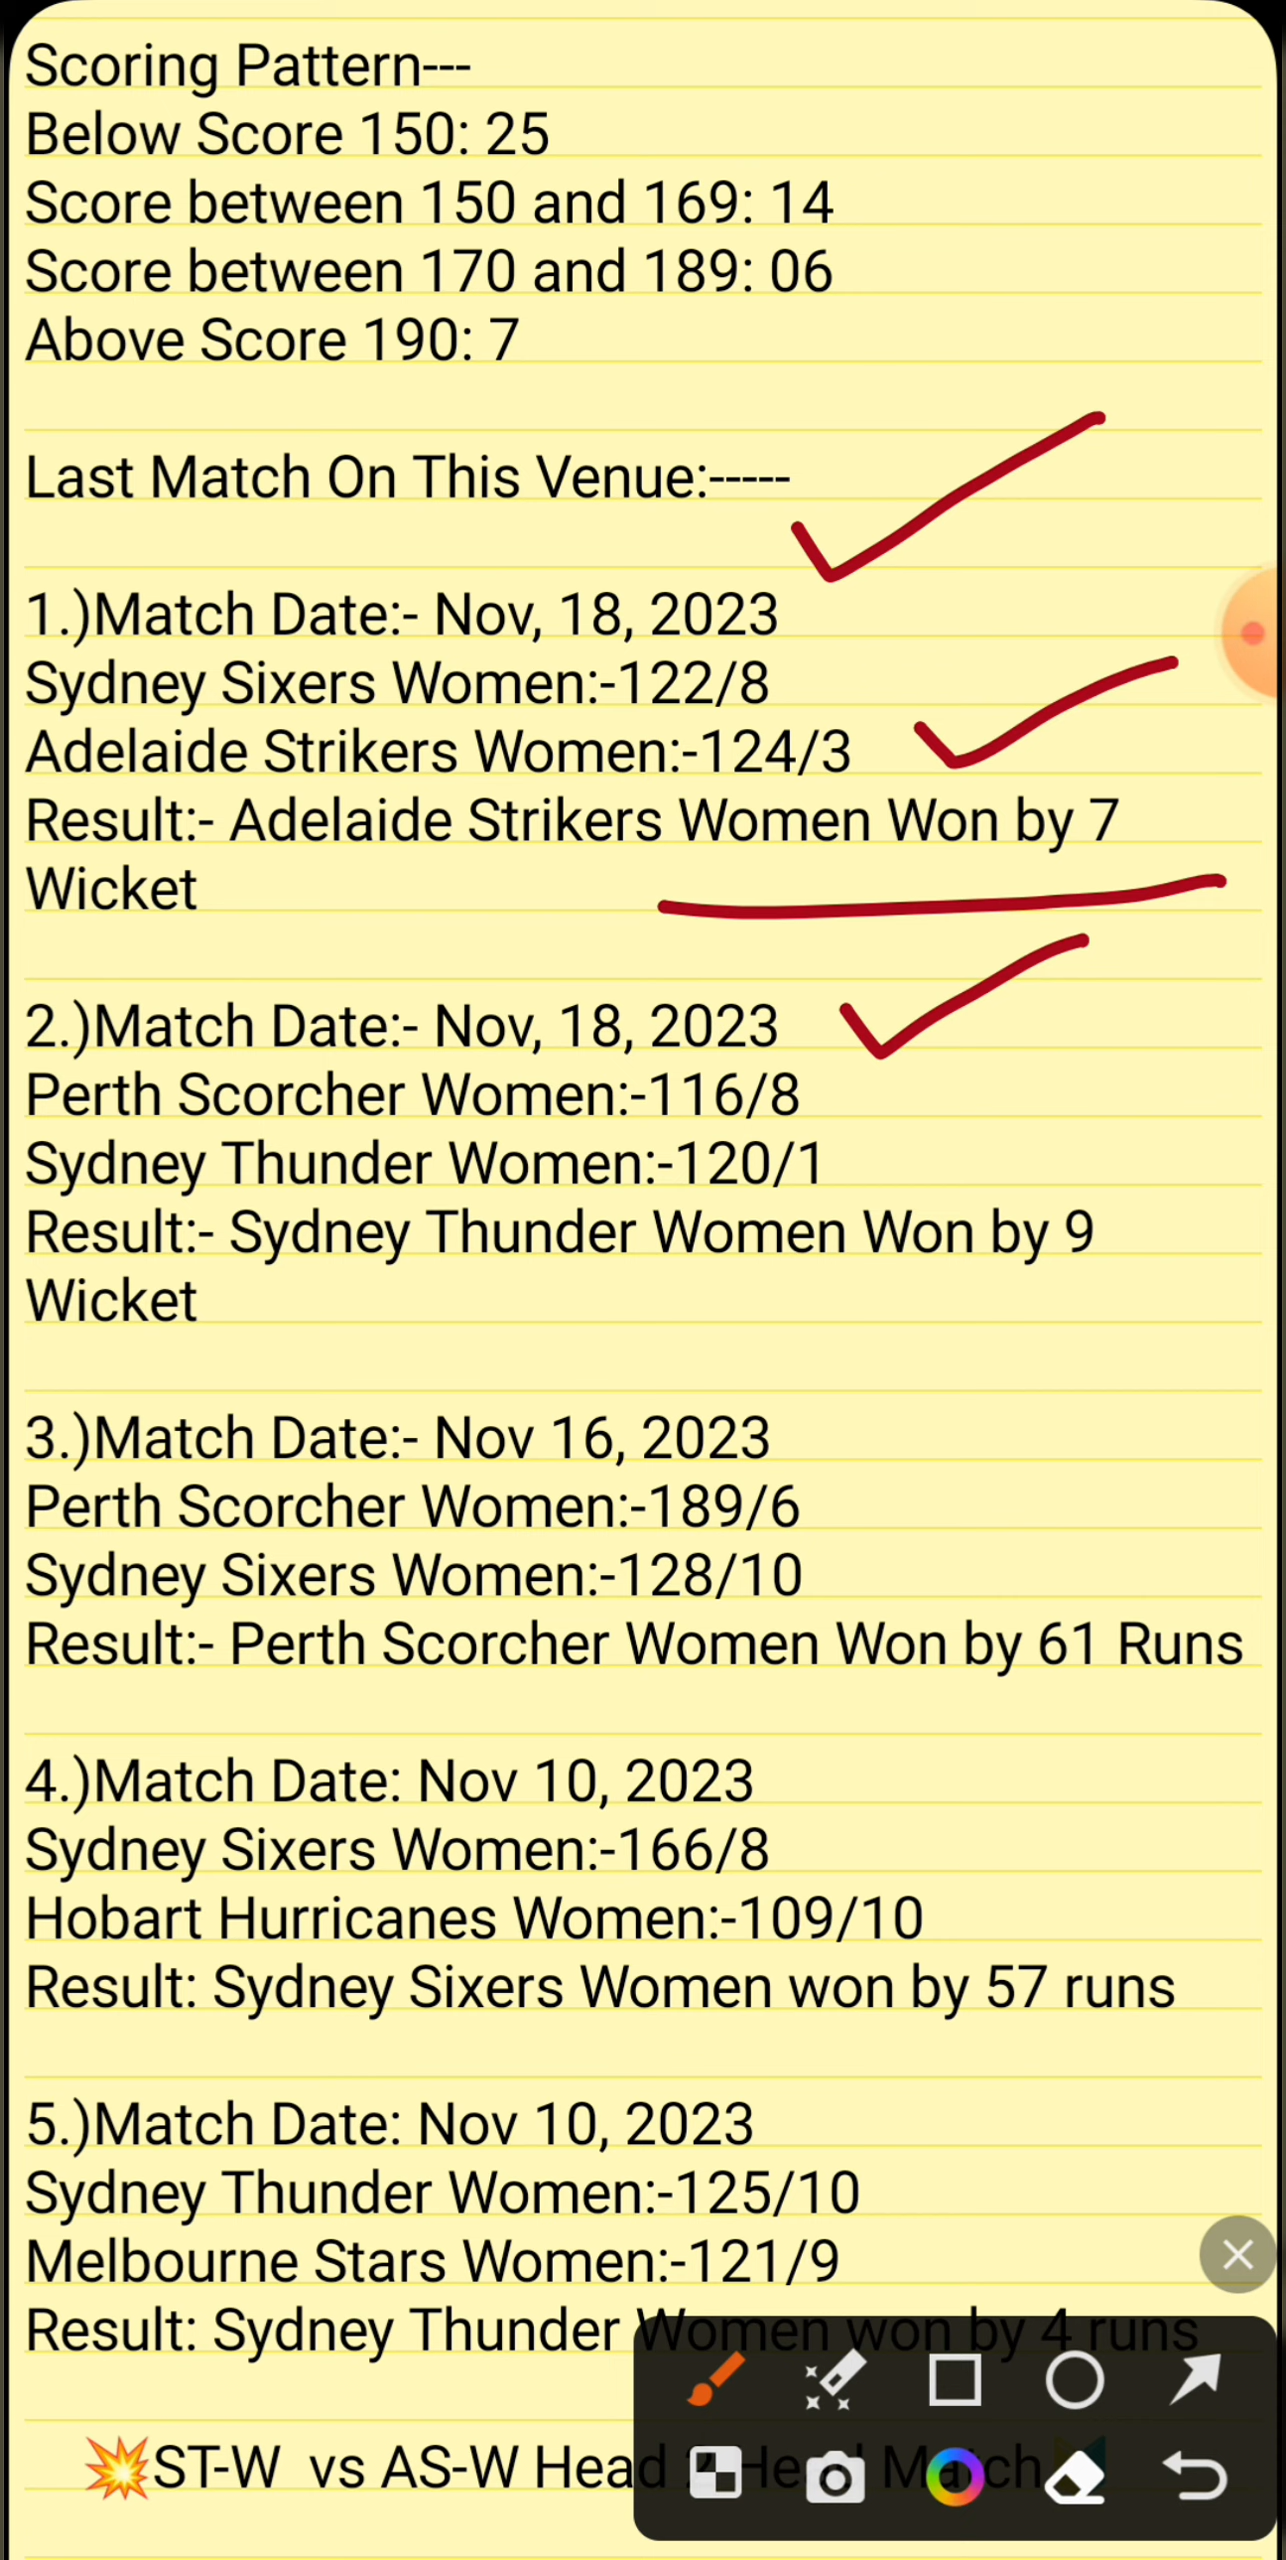 Scoring Pattern---
Below Score 150: 25
Score between 150 and 169: 14
Score between 170 and 189: 06
Above Score 190: 7
Last Match On This Venue:-----
1.)Match Date:- Nov, 18, 2023
Sydney Sixers Women:-122/8
Adelaide Strikers Women:-124/3
Result:- Adelaide Strikers Women Won by 7
Wicket
2.)Match Date:- Nov, 18, 2023
Perth Scorcher Women:-116/8
Sydney Thunder Women:-120/1
Result:- Sydney Thunder Women Won by 9
Wicket
3.)Match Date:- Nov 16, 2023
Perth Scorcher Women:-189/6
Sydney Sixers Women:-128/10
Result:- Perth Scorcher Women Won by 61 Runs
4.)Match Date: Nov 10, 2023
Sydney Sixers Women:-166/8
Hobart Hurricanes Women:-109/10
Result: Sydney Sixers Women won by 57 runs
5.)Match Date: Nov 10, 2023
Sydney Thunder Women:-125/10
Melbourne Stars Women:-121/9
Result: Sydney Thunder Women won by 4 runs
💥ST-W  vs AS-W Head 2 Head Match